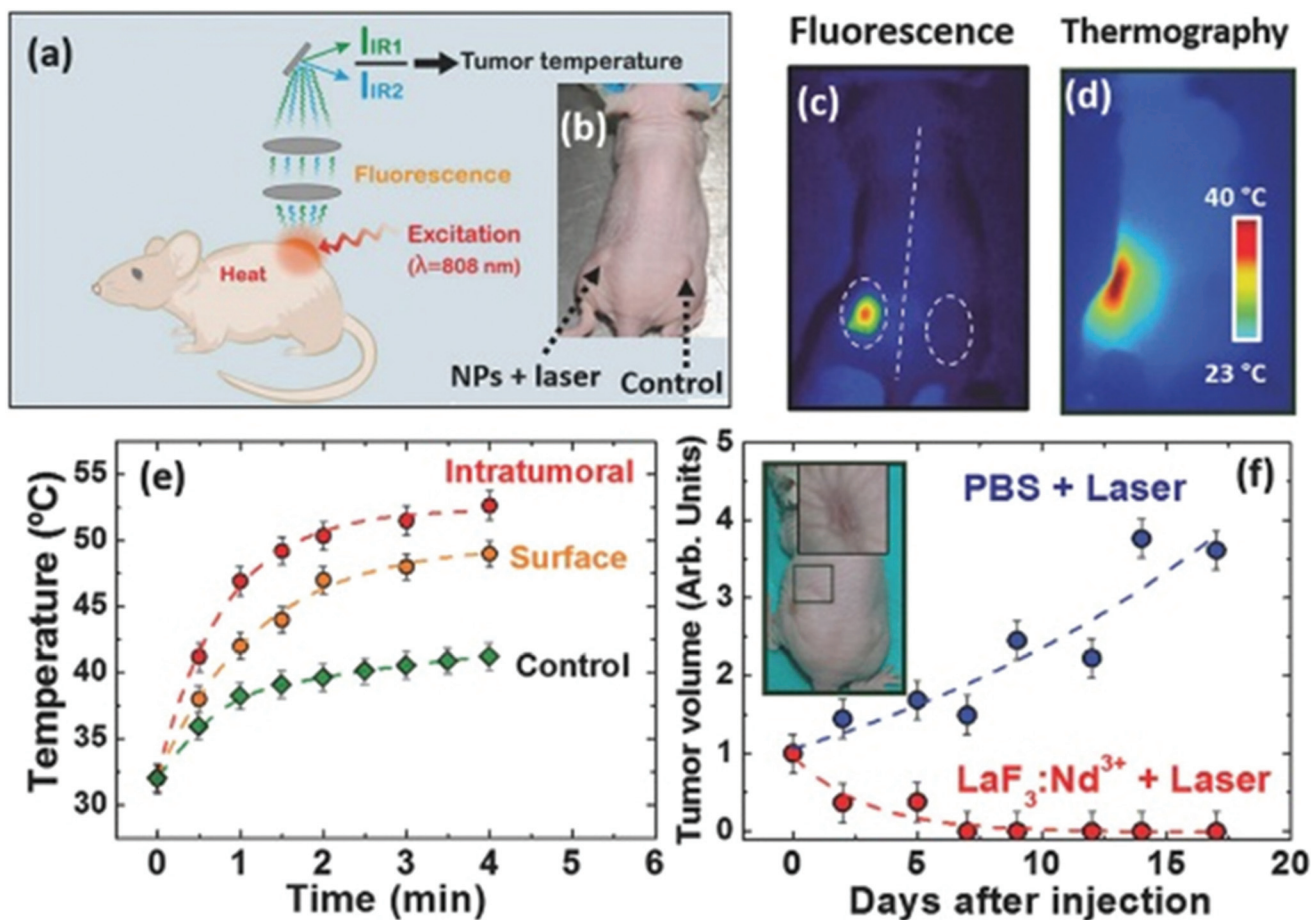 (a)
I_IR1
I_IR2
Tumor temperature
Fluorescence
Excitation
(λ=808 nm)
Heat
(b)
NPs + laser
Control
Fluorescence
(c)
Thermography
(d)
40 °C
23 °C
(e)
Intratumoral
Surface
Control
Temperature (ºC)
55
50
45
40
35
30
0 1 2 3 4 5 6
Time (min)
(f)
PBS + Laser
LaF₃:Nd³⁺ + Laser
Tumor volume (Arb. Units)
5
4
3
2
1
0
0 5 10 15 20
Days after injection